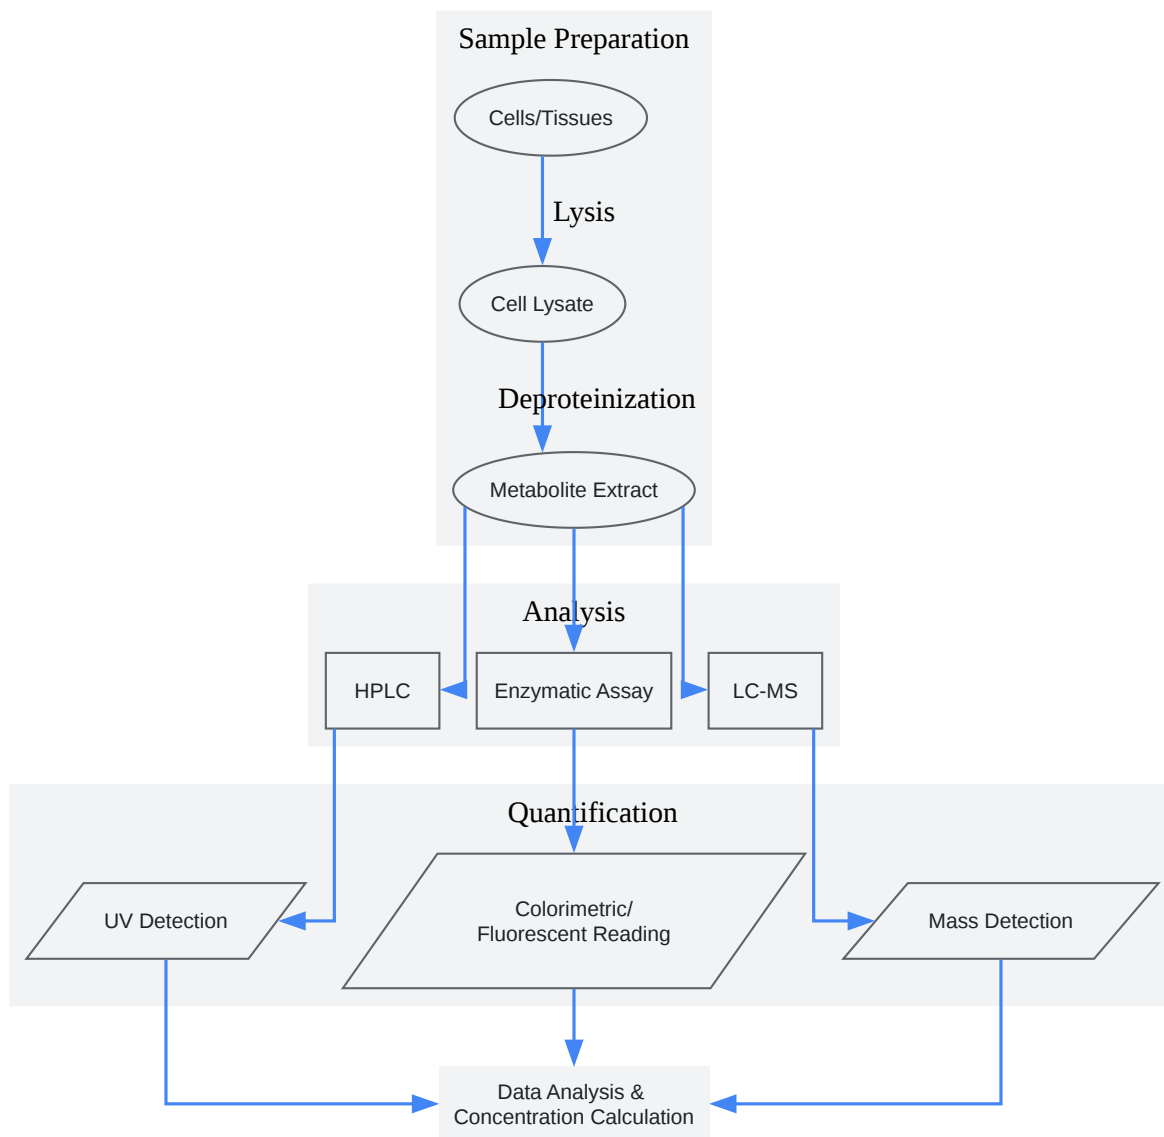 Sample Preparation
Cells/Tissues
Lysis
Cell Lysate
Deproteinization
Metabolite Extract
Analysis
HPLC
Enzymatic Assay
LC-MS
Quantification
UV Detection
Colorimetric/
Fluorescent Reading
Mass Detection
Data Analysis &
Concentration Calculation